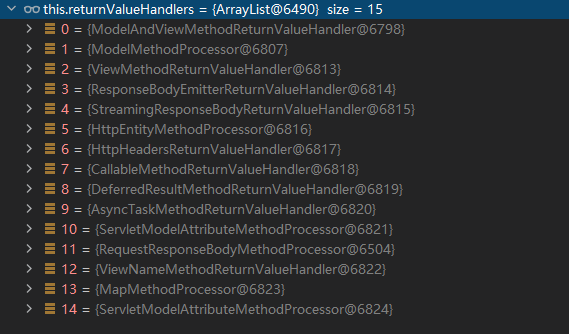 this.returnValueHandlers = {ArrayList@6490} size = 15
0 = {ModelAndViewMethodReturnValueHandler@6798}
1 = {ModelMethodProcessor@6807}
2 = {ViewMethodReturnValueHandler@6813}
3 = {ResponseBodyEmitterReturnValueHandler@6814}
4 = {StreamingResponseBodyReturnValueHandler@6815}
5 = {HttpEntityMethodProcessor@6816}
6 = {HttpHeadersReturnValueHandler@6817}
7 = {CallableMethodReturnValueHandler@6818}
8 = {DeferredResultMethodReturnValueHandler@6819}
9 = {AsyncTaskMethodReturnValueHandler@6820}
10 = {ServletModelAttributeMethodProcessor@6821}
11 = {RequestResponseBodyMethodProcessor@6504}
12 = {ViewNameMethodReturnValueHandler@6822}
13 = {MapMethodProcessor@6823}
14 = {ServletModelAttributeMethodProcessor@6824}